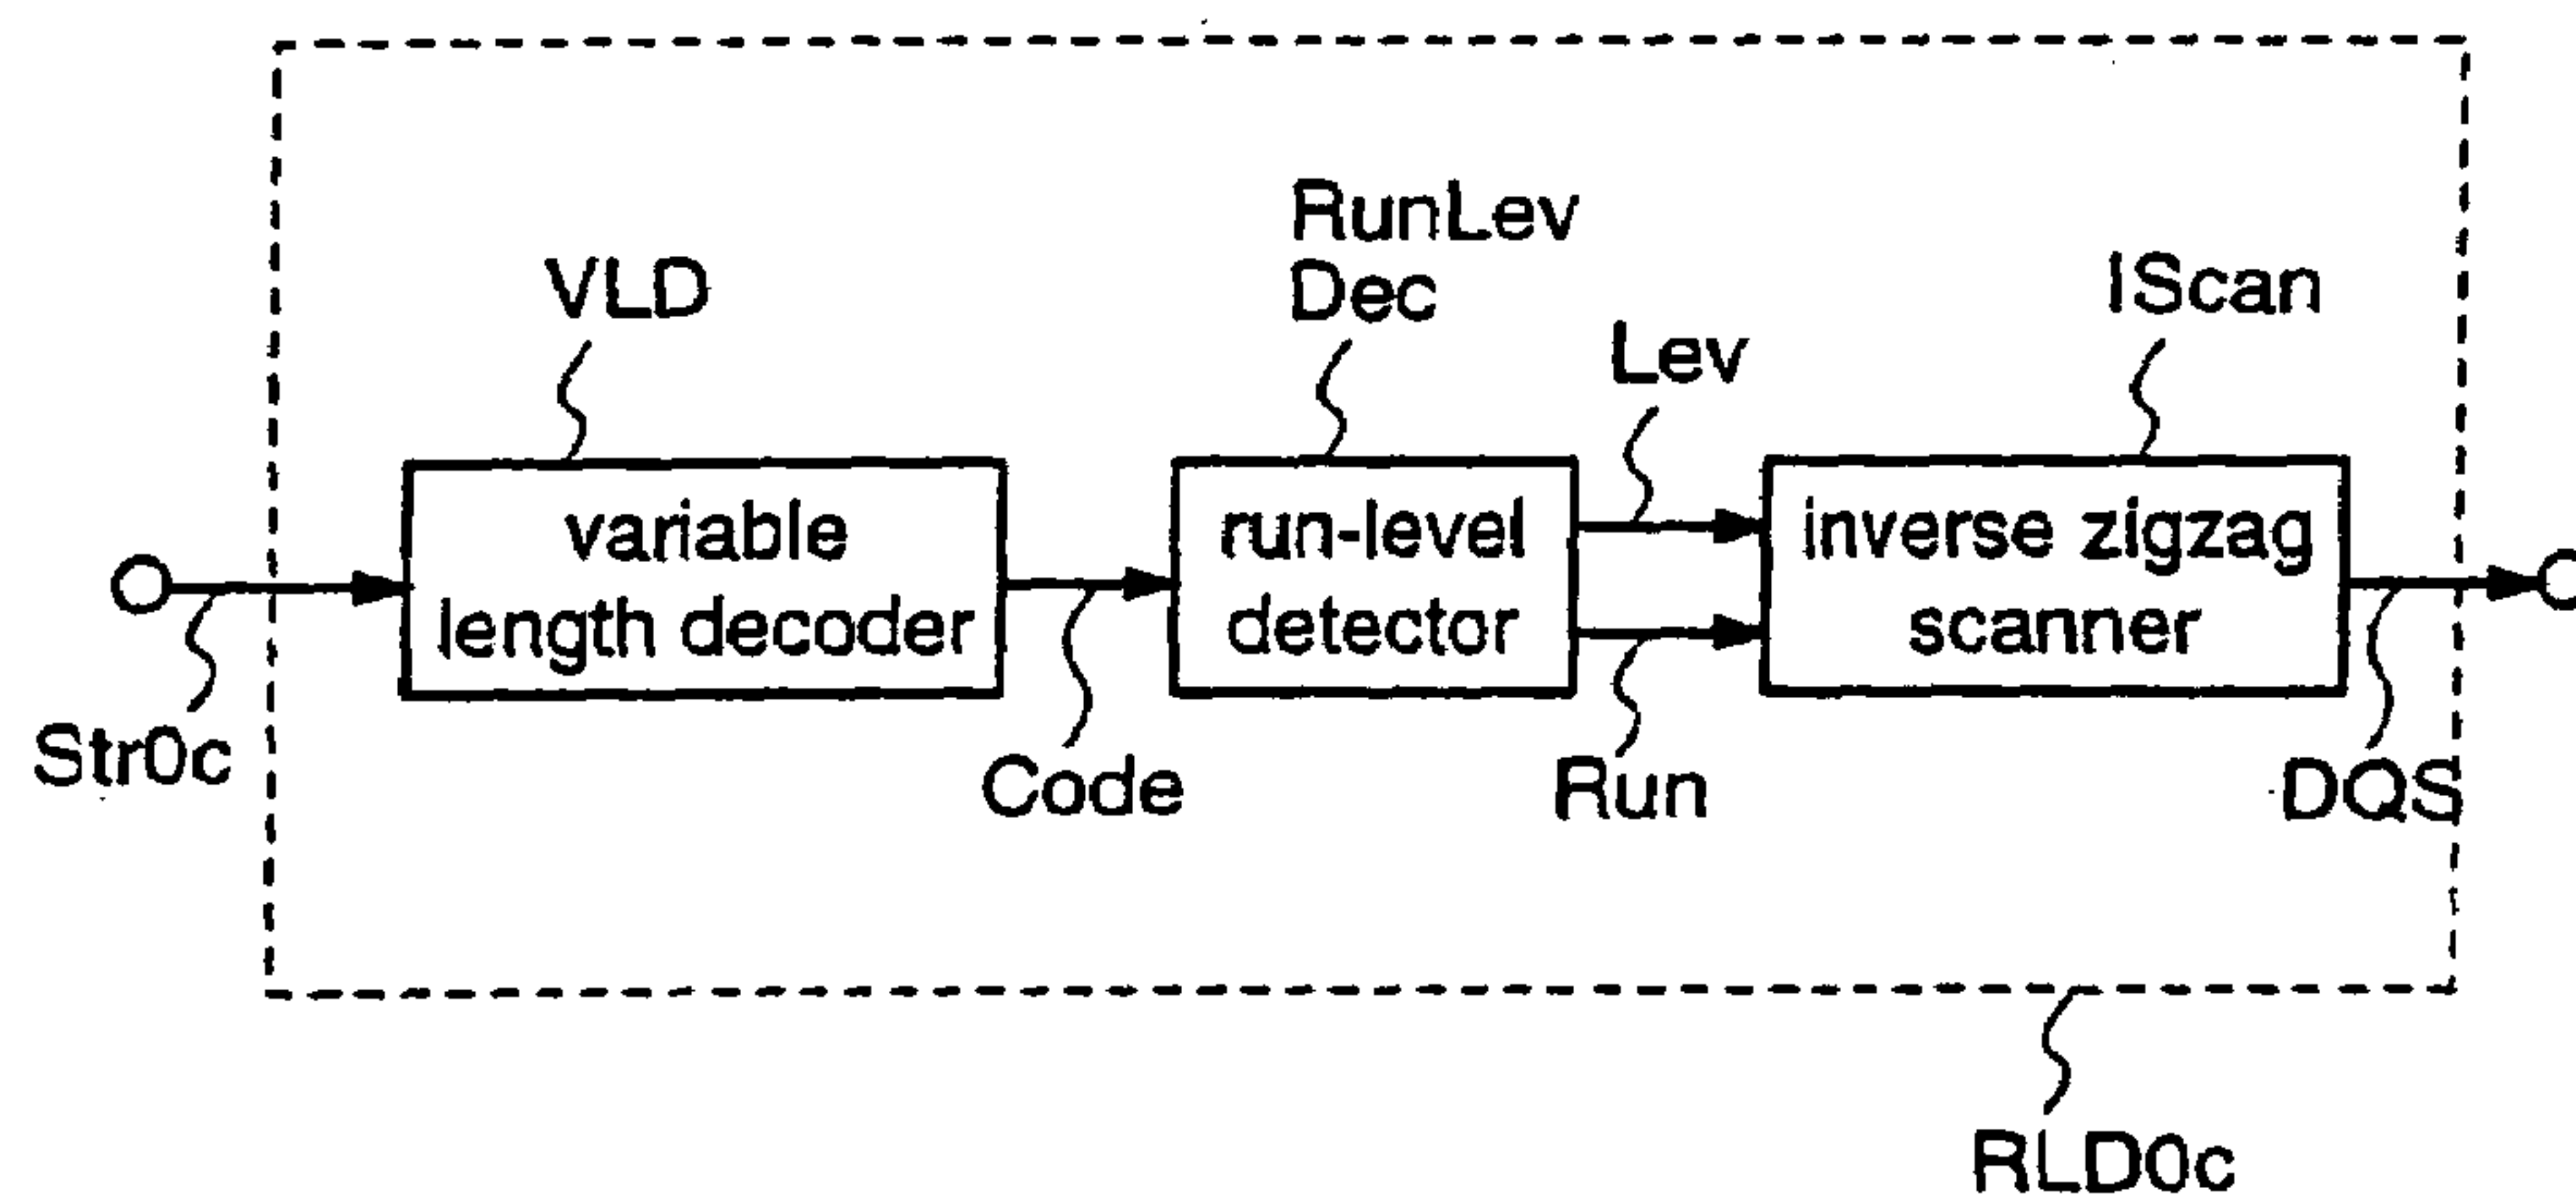 VLD
RunLev
Dec
Lev
IScan
variable
length decoder
run-level
detector
inverse zigzag
scanner
Str0c
Code
Run
DQS
RLD0c